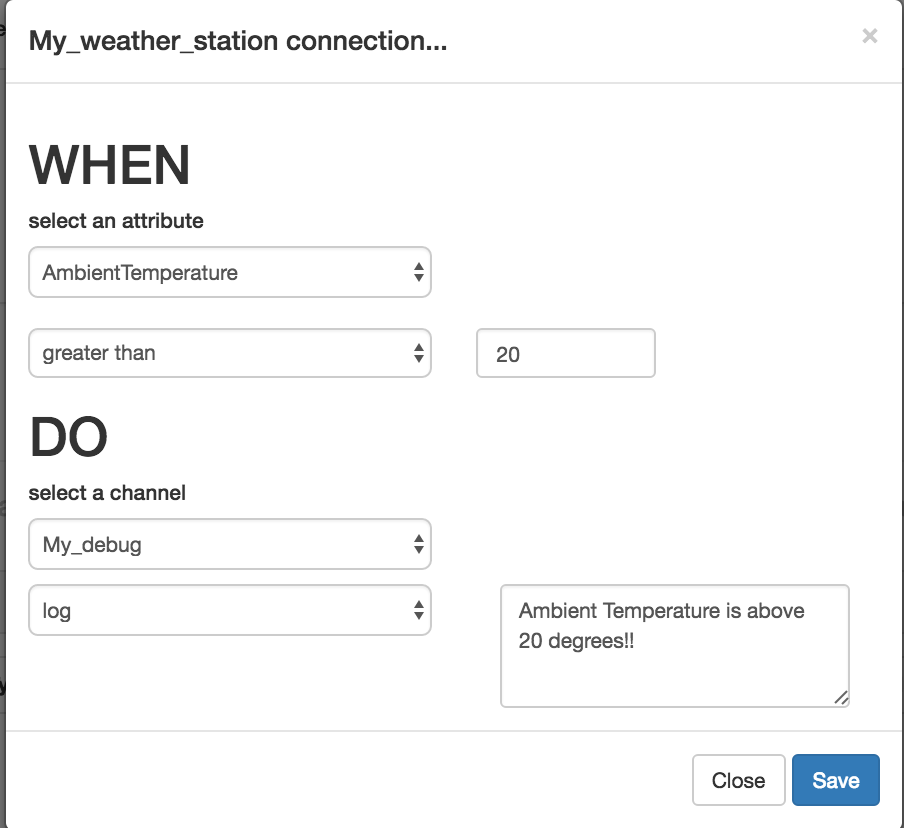 My_weather_station connection...
×
WHEN
select an attribute
AmbientTemperature
greater than
20
DO
select a channel
My_debug
log
Ambient Temperature is above
20 degrees!!
Close
Save